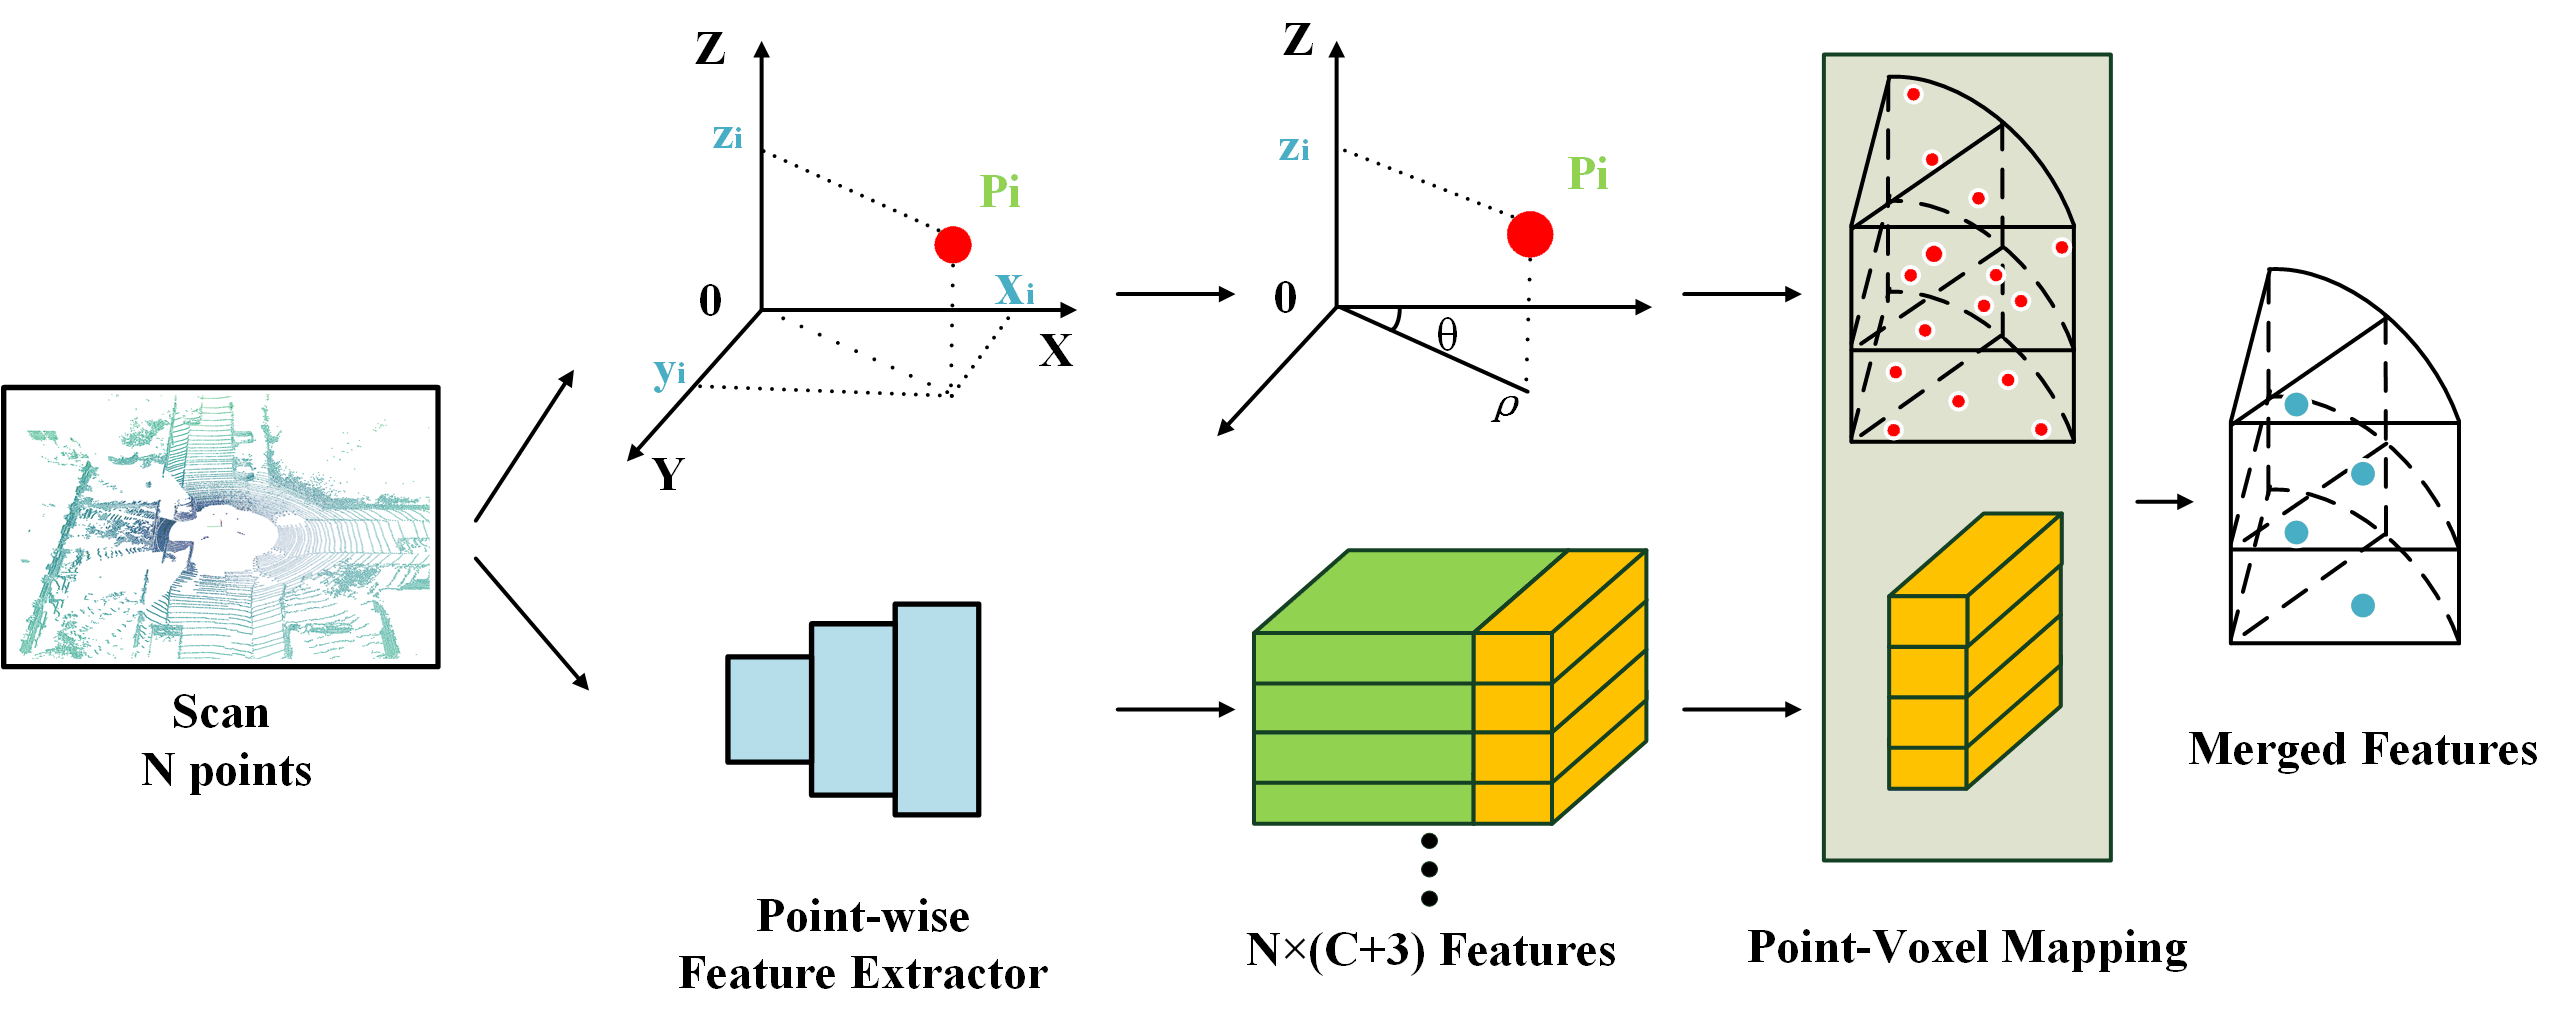 Scan
N points
Z
zi
Pi
0
xi
X
yi
Y
Z
zi
Pi
0
θ
ρ
Point-wise
Feature Extractor
N×(C+3) Features
Point-Voxel Mapping
Merged Features